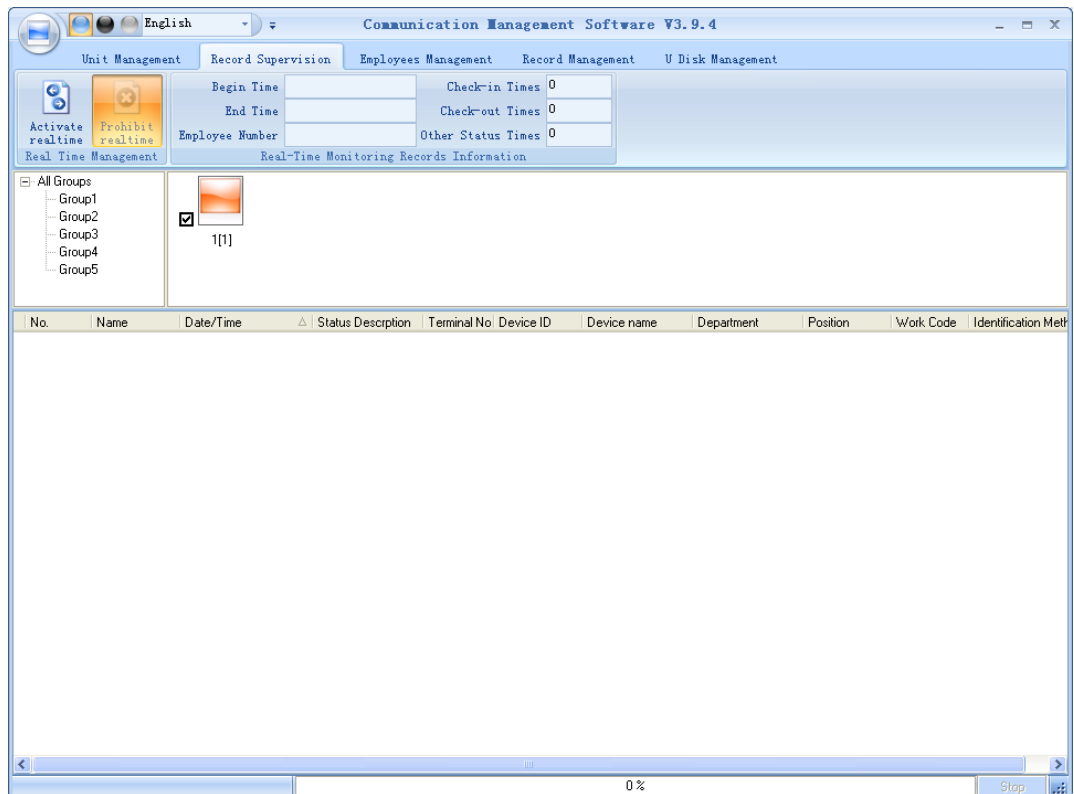 English
Communication Management Software V3.9.4
Unit Management Record Supervision Employees Management Record Management U Disk Management
Begin Time Check-in Times 0
End Time Check-out Times 0
Activate realtime Prohibit realtime
Employee Number Other Status Times 0
Real Time Management Real-Time Monitoring Records Information
All Groups
Group1
Group2
Group3
Group4
Group5
1[1]
No. Name Date/Time Status Descrption Terminal No Device ID Device name Department Position Work Code Identification Meth
0 % Stop